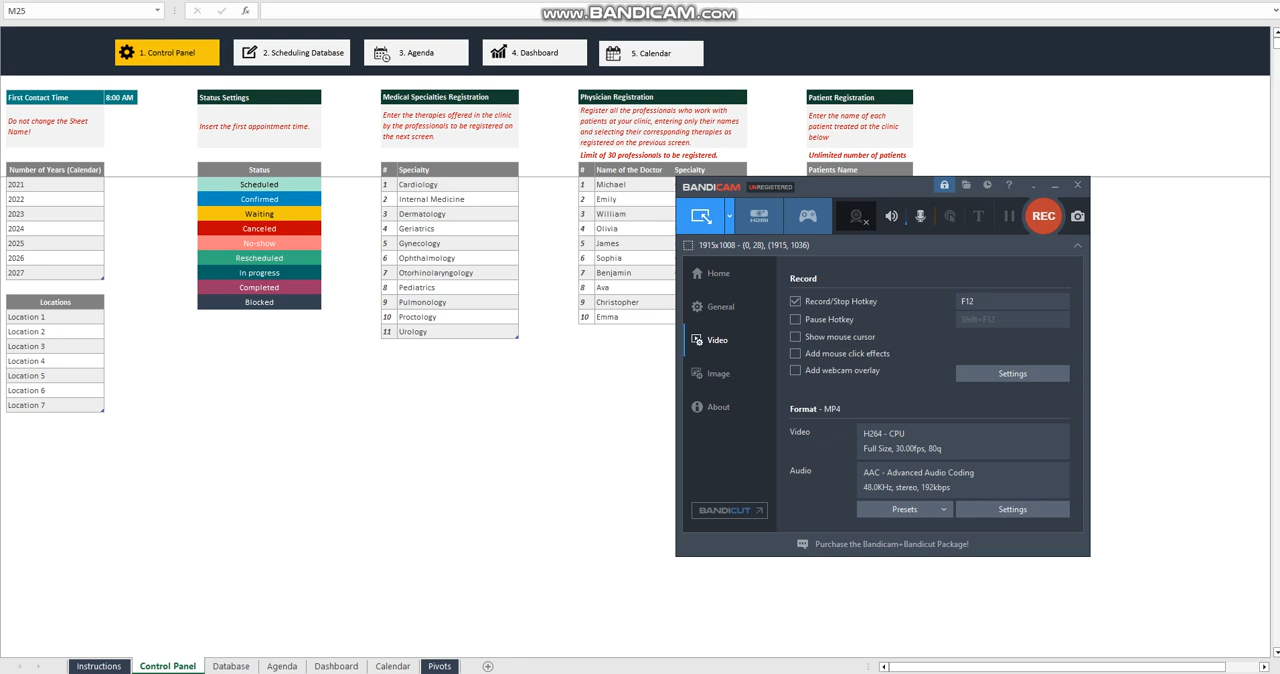 M25
www.BANDICAM.com
1. Control Panel
2. Scheduling Database
3. Agenda
4. Dashboard
5. Calendar
First Contact Time 8:00 AM
Do not change the Sheet
Name!
Number of Years (Calendar)
2021
2022
2023
2024
2025
2026
2027
Locations
Location 1
Location 2
Location 3
Location 4
Location 5
Location 6
Location 7
Status Settings
Insert the first appointment time.
Status
Scheduled
Confirmed
Waiting
Canceled
No-show
Rescheduled
In progress
Completed
Blocked
Medical Specialties Registration
Enter the therapies offered in the clinic
by the professionals to be registered on
the next screen.
# Specialty
1 Cardiology
2 Internal Medicine
3 Dermatology
4 Geriatrics
5 Gynecology
6 Ophthalmology
7 Otorhinolaryngology
8 Pediatrics
9 Pulmonology
10 Proctology
11 Urology
Physician Registration
Register all the professionals who work with
patients at your clinic, entering only their names
and selecting their corresponding therapies as
registered on the previous screen.
Limit of 30 professionals to be registered.
# Name of the Doctor Specialty
1 Michael
2 Emily
3 William
4 Olivia
5 James
6 Sophia
7 Benjamin
8 Ava
9 Christopher
10 Emma
Patient Registration
Enter the name of each
patient treated at the clinic
below
Unlimited number of patients
Patients Name
BANDICAM UNREGISTERED
HDMI
REC
1915x1008 - (0, 28), (1915, 1036)
Home
General
Video
Image
About
BANDICUT
Record
Record/Stop Hotkey F12
Pause Hotkey Shift+F12
Show mouse cursor
Add mouse click effects
Add webcam overlay
Settings
Format - MP4
Video
H264 - CPU
Full Size, 30.00fps, 80q
Audio
AAC - Advanced Audio Coding
48.0KHz, stereo, 192kbps
Presets
Settings
Purchase the Bandicam+Bandicut Package!
Instructions
Control Panel
Database
Agenda
Dashboard
Calendar
Pivots